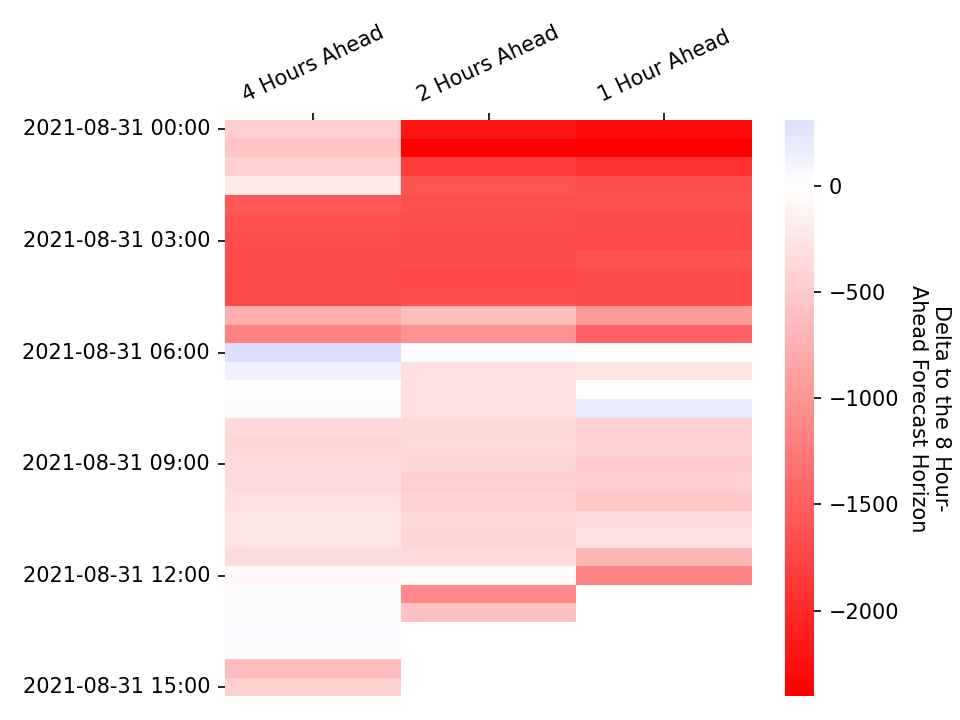 4 Hours Ahead
2 Hours Ahead
1 Hour Ahead
2021-08-31 00:00
2021-08-31 03:00
2021-08-31 06:00
2021-08-31 09:00
2021-08-31 12:00
2021-08-31 15:00
0
−500
−1000
−1500
−2000
Delta to the 8 Hour-
Ahead Forecast Horizon